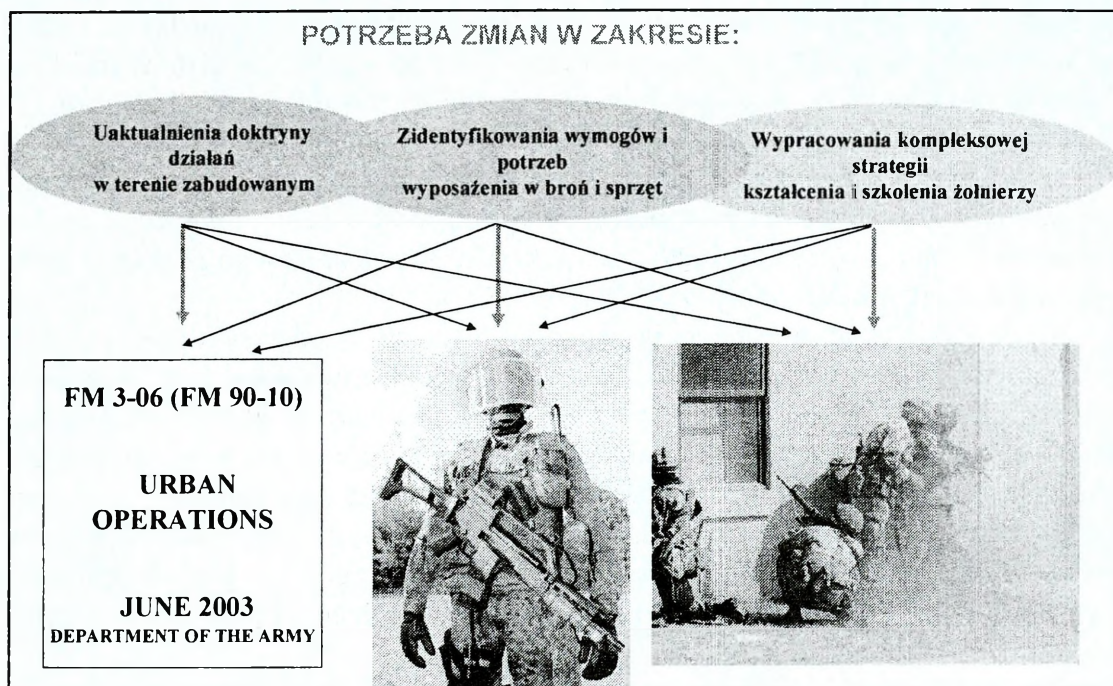 POTRZEBA ZMIAN W ZAKRESIE:
Uaktualnienia doktryny
działań
w terenie zabudowanym
Zidentyfikowania wymogów i
potrzeb
wyposażenia w broń i sprzęt
Wypracowania kompleksowej
strategii
kształcenia i szkolenia żołnierzy
FM 3-06 (FM 90-10)
URBAN
OPERATIONS
JUNE 2003
DEPARTMENT OF THE ARMY